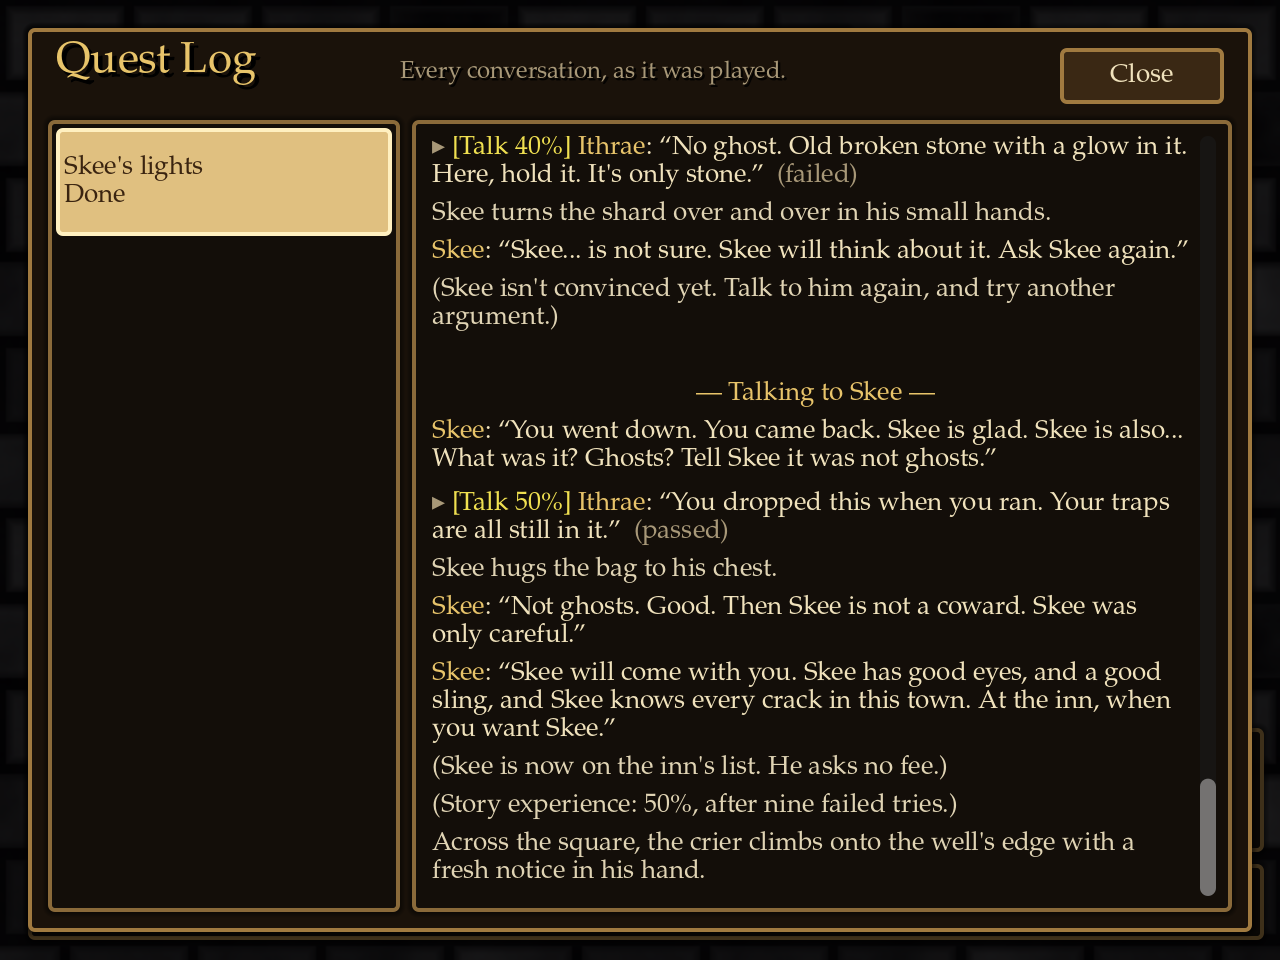 Quest Log
Every conversation, as it was played.
Close
Skee's lights
Done
▸ [Talk 40%] Ithrae: “No ghost. Old broken stone with a glow in it.
Here, hold it. It's only stone.” (failed)
Skee turns the shard over and over in his small hands.
Skee: “Skee... is not sure. Skee will think about it. Ask Skee again.”
(Skee isn't convinced yet. Talk to him again, and try another
argument.)
— Talking to Skee —
Skee: “You went down. You came back. Skee is glad. Skee is also...
What was it? Ghosts? Tell Skee it was not ghosts.”
▸ [Talk 50%] Ithrae: “You dropped this when you ran. Your traps
are all still in it.” (passed)
Skee hugs the bag to his chest.
Skee: “Not ghosts. Good. Then Skee is not a coward. Skee was
only careful.”
Skee: “Skee will come with you. Skee has good eyes, and a good
sling, and Skee knows every crack in this town. At the inn, when
you want Skee.”
(Skee is now on the inn's list. He asks no fee.)
(Story experience: 50%, after nine failed tries.)
Across the square, the crier climbs onto the well's edge with a
fresh notice in his hand.